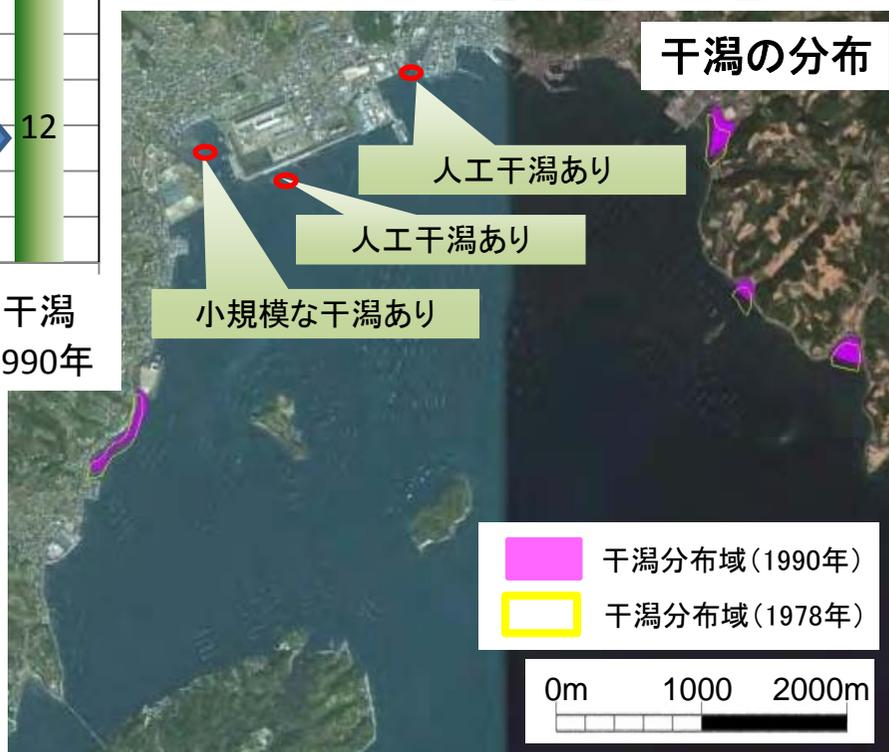 干潟の分布
12
人工干潟あり
人工干潟あり
小規模な干潟あり
干潟
990年
干潟分布域（1990年）
干潟分布域（1978年）
0m 1000 2000m